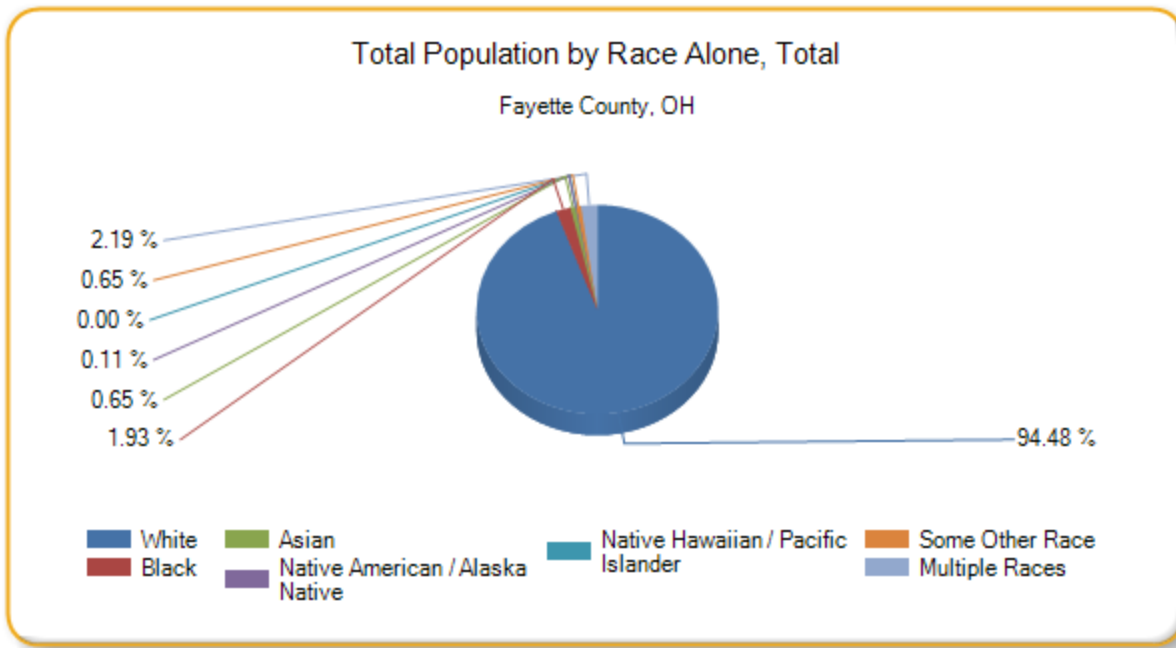 Total Population by Race Alone, Total
Fayette County, OH
2.19 %
0.65 %
0.00 %
0.11 %
0.65 %
1.93 %
94.48 %
White
Black
Asian
Native American / Alaska
Native
Native Hawaiian / Pacific
Islander
Some Other Race
Multiple Races